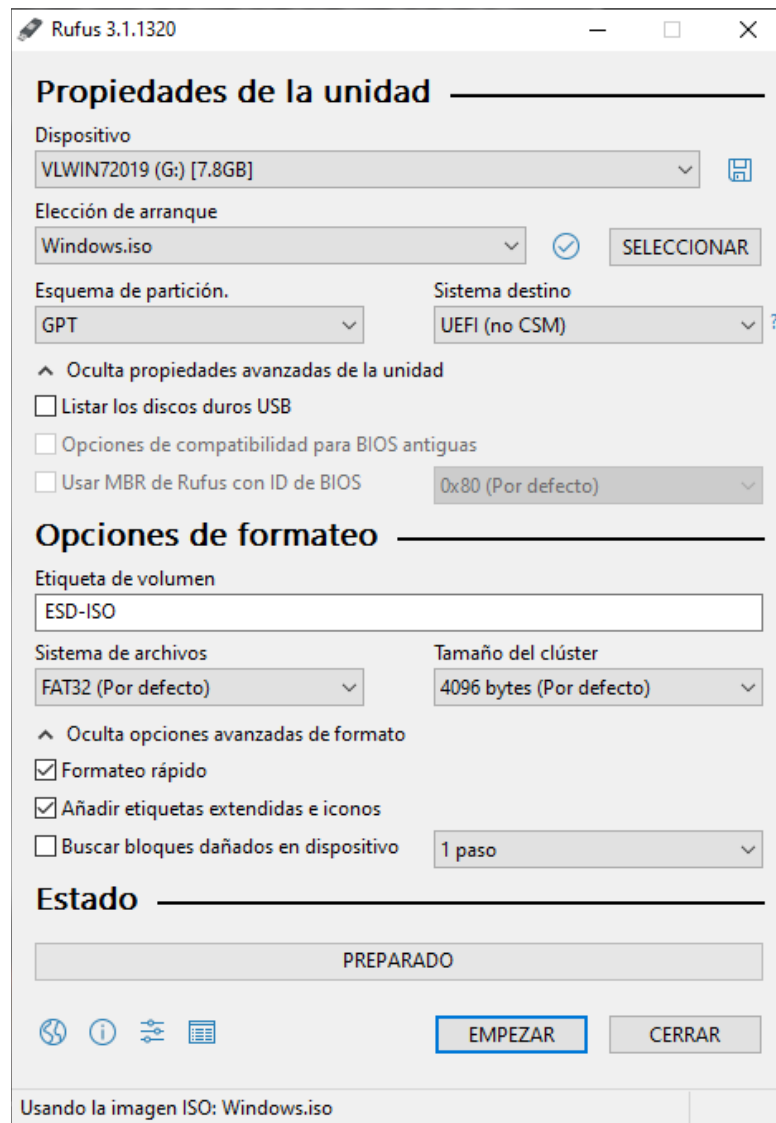 Rufus 3.1.1320
Propiedades de la unidad
Dispositivo
VLWIN72019 (G:) [7.8GB]
Elección de arranque
Windows.iso
SELECCIONAR
Esquema de partición. Sistema destino
GPT UEFI (no CSM) ?
Oculta propiedades avanzadas de la unidad
Listar los discos duros USB
Opciones de compatibilidad para BIOS antiguas
Usar MBR de Rufus con ID de BIOS 0x80 (Por defecto)
Opciones de formateo
Etiqueta de volumen
ESD-ISO
Sistema de archivos Tamaño del clúster
FAT32 (Por defecto) 4096 bytes (Por defecto)
Oculta opciones avanzadas de formato
Formateo rápido
Añadir etiquetas extendidas e iconos
Buscar bloques dañados en dispositivo 1 paso
Estado
PREPARADO
EMPEZAR CERRAR
Usando la imagen ISO: Windows.iso